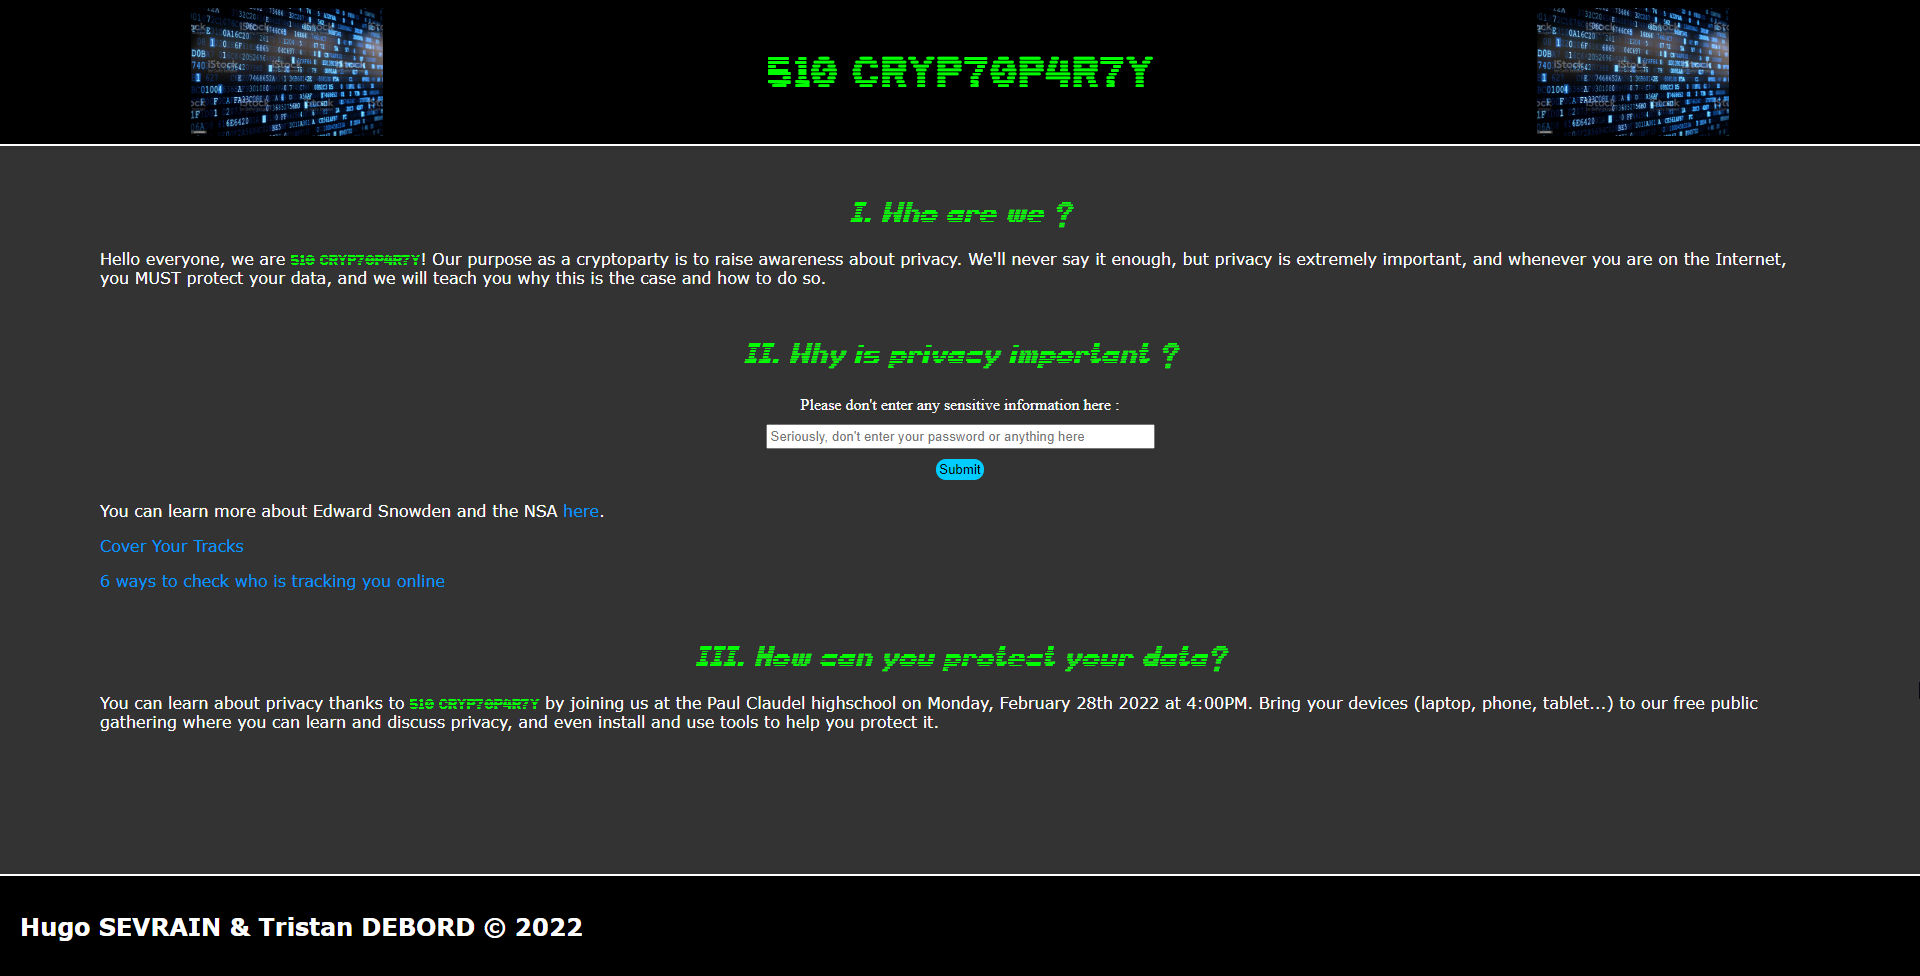 510 CRYP70P4R7Y
I. Who are we ?
Hello everyone, we are 510 CRYP70P4R7Y! Our purpose as a cryptoparty is to raise awareness about privacy. We'll never say it enough, but privacy is extremely important, and whenever you are on the Internet,
you MUST protect your data, and we will teach you why this is the case and how to do so.
II. Why is privacy important ?
Please don't enter any sensitive information here :
Seriously, don't enter your password or anything here
Submit
You can learn more about Edward Snowden and the NSA here.
Cover Your Tracks
6 ways to check who is tracking you online
III. How can you protect your data?
You can learn about privacy thanks to 510 CRYP70P4R7Y by joining us at the Paul Claudel highschool on Monday, February 28th 2022 at 4:00PM. Bring your devices (laptop, phone, tablet...) to our free public
gathering where you can learn and discuss privacy, and even install and use tools to help you protect it.
Hugo SEVRAIN & Tristan DEBORD © 2022